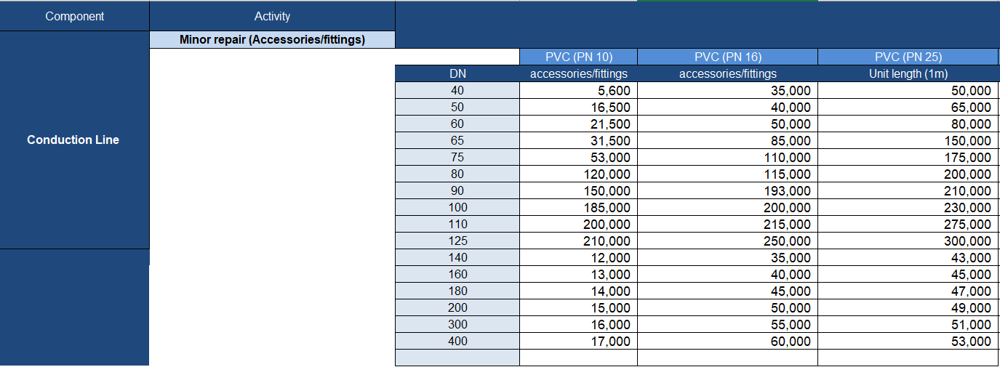 Component Activity
Minor repair (Accessories/fittings)
PVC (PN 10) PVC (PN 16) PVC (PN 25)
DN accessories/fittings accessories/fittings Unit length (1m)
40 5,600 35,000 50,000
50 16,500 40,000 65,000
60 21,500 50,000 80,000
Conduction Line 65 31,500 85,000 150,000
75 53,000 110,000 175,000
80 120,000 115,000 200,000
90 150,000 193,000 210,000
100 185,000 200,000 230,000
110 200,000 215,000 275,000
125 210,000 250,000 300,000
140 12,000 35,000 43,000
160 13,000 40,000 45,000
180 14,000 45,000 47,000
200 15,000 50,000 49,000
300 16,000 55,000 51,000
400 17,000 60,000 53,000